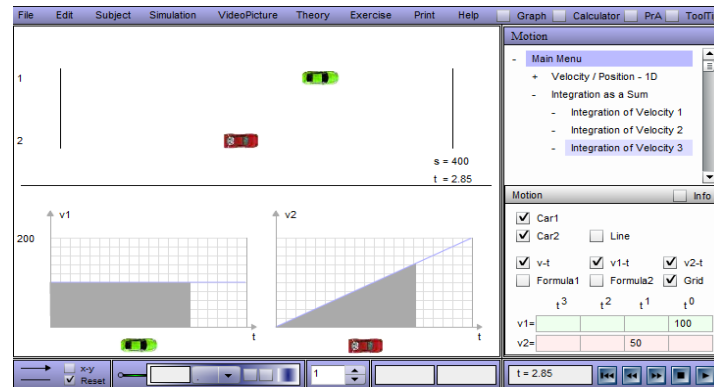 File Edit Subject Simulation VideoPicture Theory Exercise Print Help Graph Calculator PrA ToolTi
Motion
- Main Menu
+ Velocity / Position - 1D
- Integration as a Sum
- Integration of Velocity 1
- Integration of Velocity 2
- Integration of Velocity 3
1
2
s = 400
t = 2.85
Motion Info
Car1
Car2 Line
v-t v1-t v2-t
Formula1 Formula2 Grid
t3 t2 t1 t0
v1= 100
v2= 50
v1 v2
200
t t
x-y
Reset
1
t = 2.85